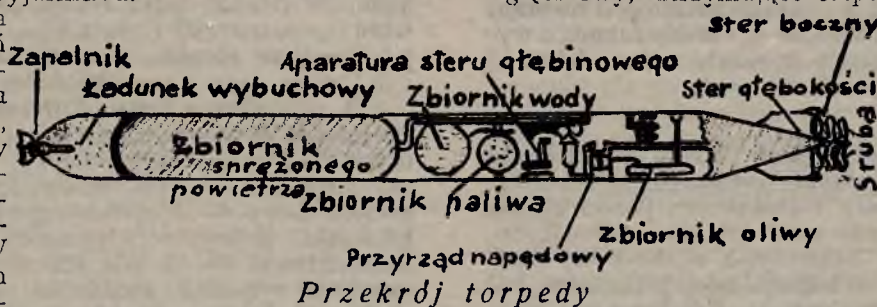 Ster boczny
Zapalnik
Aparatura steru głębinowego
Ster głębokości
Ładunek wybuchowy
Zbiornik wody
Śruba
Zbiornik
sprężonego
powietrza
Zbiornik paliwa
Zbiornik oliwy
Przyrząd napędowy
Przekrój torpedy